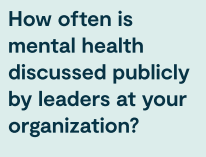 How often is
mental health
discussed publicly
by leaders at your
organization?